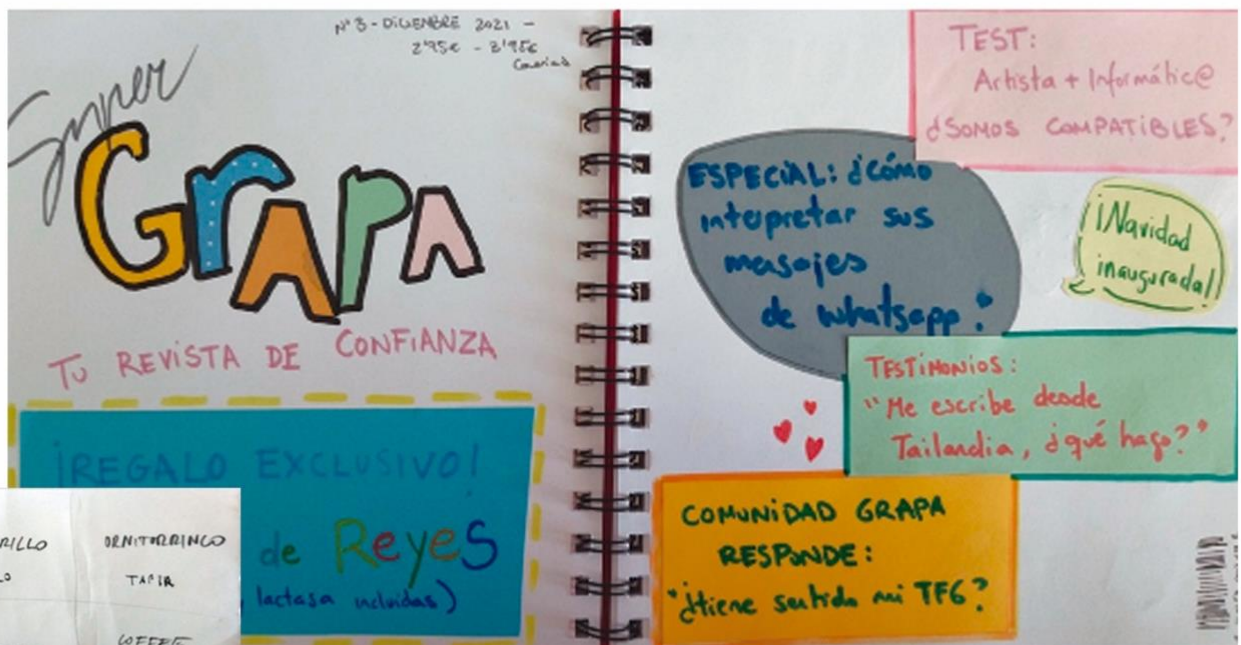 Nº 3 - DICIEMBRE 2021 -
2'95€ - 3'95€
Canarias
Super
GRAPA
TU REVISTA DE CONFIANZA
¡REGALO EXCLUSIVO!
de Reyes
lactasa incluidas)
ORNITORRINCO
TAPIR
TEST:
Artista + Informátic@
¿SOMOS COMPATIBLES?
ESPECIAL: ¿Cómo
interpretar sus
mesajes
de whatsapp?
¡Navidad
inaugurada!
TESTIMONIOS:
"Me escribe desde
Tailandia, ¿qué hago?"
COMUNIDAD GRAPA
RESPONDE:
"¿tiene sentido mi TFG?